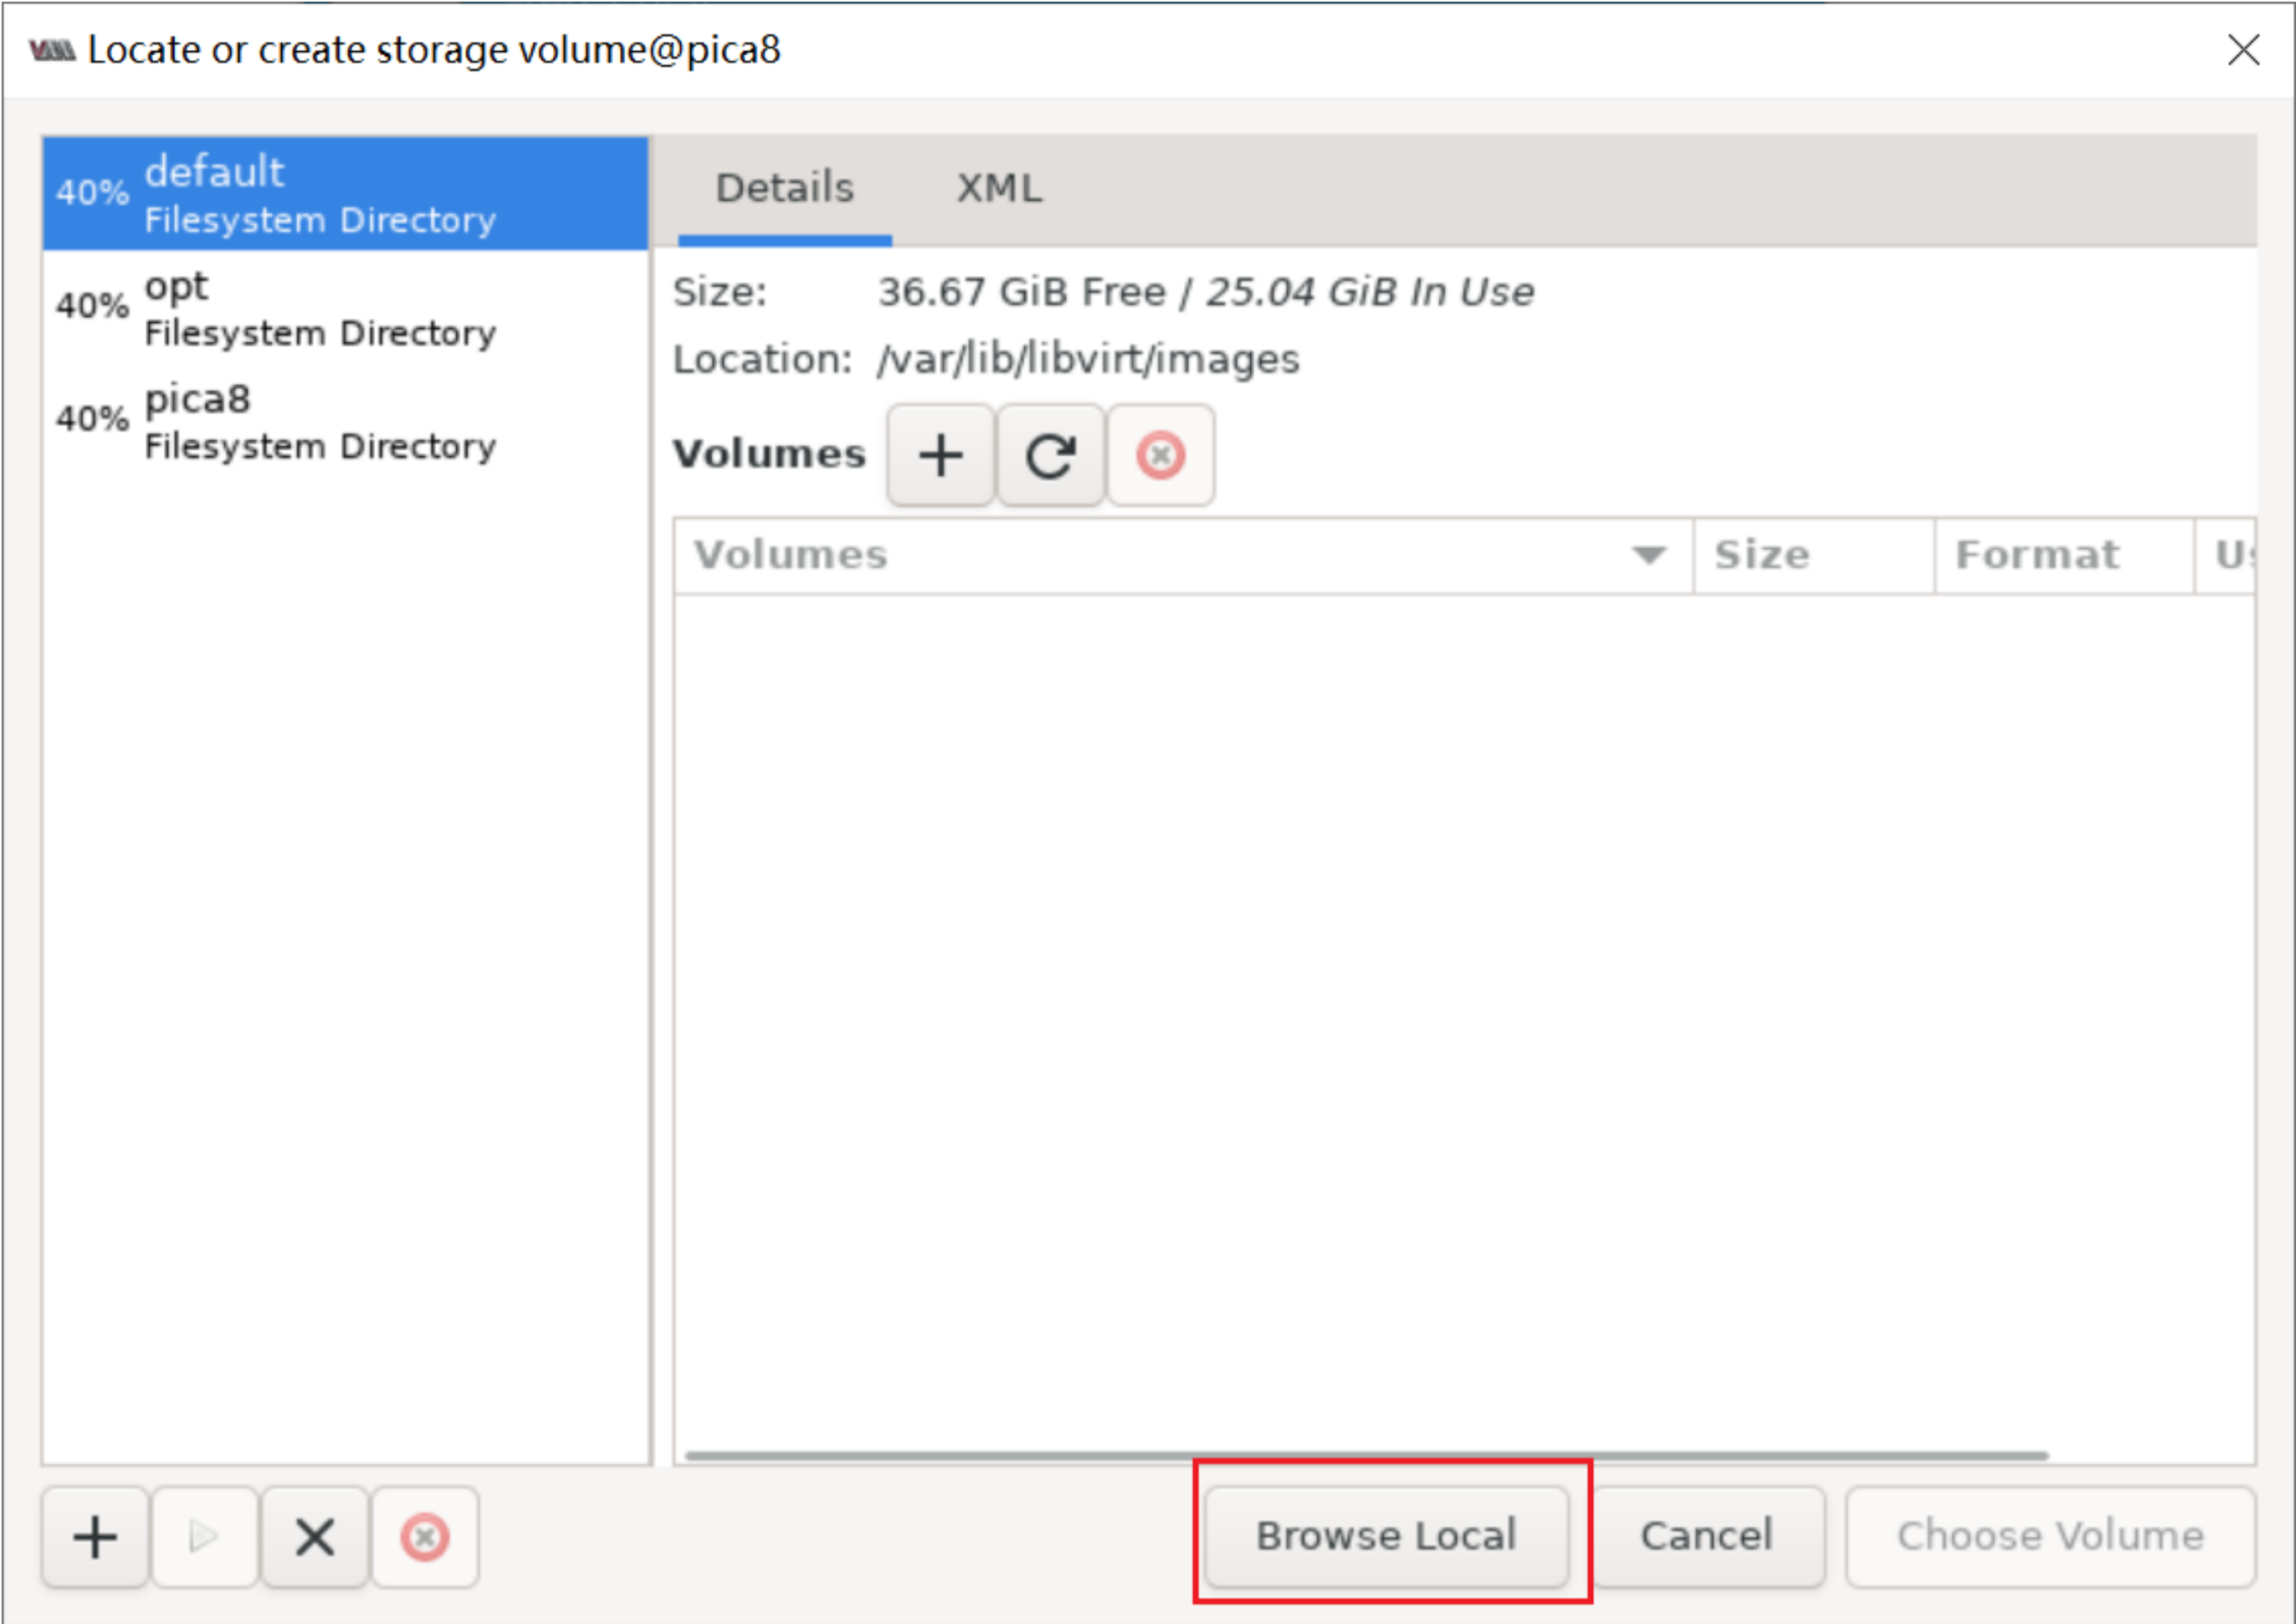 Locate or create storage volume@pica8
40% default
Filesystem Directory
40% opt
Filesystem Directory
40% pica8
Filesystem Directory
Details XML
Size: 36.67 GiB Free / 25.04 GiB In Use
Location: /var/lib/libvirt/images
Volumes
Volumes Size Format
Browse Local Cancel Choose Volume